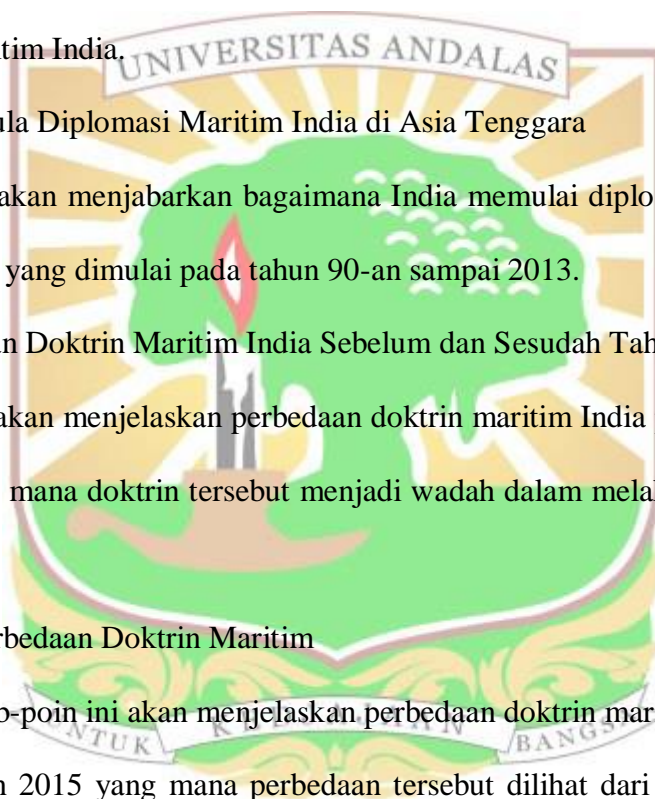 tim India.
UNIVERSITAS ANDALAS
ula Diplomasi Maritim India di Asia Tenggara
akan menjabarkan bagaimana India memulai diplo
yang dimulai pada tahun 90-an sampai 2013.
n Doktrin Maritim India Sebelum dan Sesudah Tah
akan menjelaskan perbedaan doktrin maritim India
mana doktrin tersebut menjadi wadah dalam mela
rbedaan Doktrin Maritim
b-poin ini akan menjelaskan perbedaan doktrin mar
UNTUK KEDJAJAAN BANGSA
n 2015 yang mana perbedaan tersebut dilihat dari